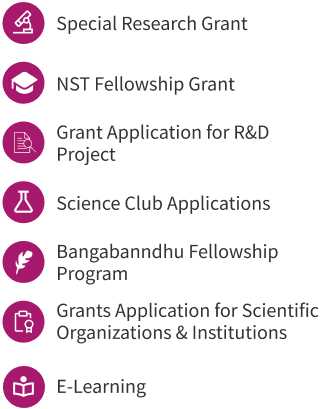 Special Research Grant
NST Fellowship Grant
Grant Application for R&D
Project
Science Club Applications
Bangabanndhu Fellowship
Program
Grants Application for Scientific
Organizations & Institutions
E-Learning